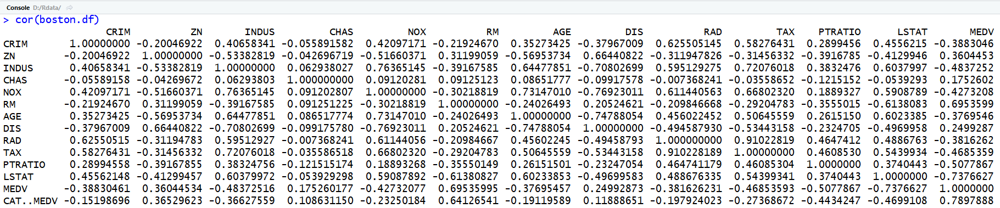 Console D:/Rdata/
> cor(boston.df)
CRIM ZN INDUS CHAS NOX RM AGE DIS RAD TAX PTRATIO LSTAT MEDV
CRIM 1.00000000 -0.20046922 0.40658341 -0.055891582 0.42097171 -0.21924670 0.35273425 -0.37967009 0.625505145 0.58276431 0.2899456 0.4556215 -0.3883046
ZN -0.20046922 1.00000000 -0.53382819 -0.042696719 -0.51660371 0.31199059 -0.56953734 0.66440822 -0.311947826 -0.31456332 -0.3916785 -0.4129946 0.3604453
INDUS 0.40658341 -0.53382819 1.00000000 0.062938027 0.76365145 -0.39167585 0.64477851 -0.70802699 0.595129275 0.72076018 0.3832476 0.6037997 -0.4837252
CHAS -0.05589158 -0.04269672 0.06293803 1.000000000 0.09120281 0.09125123 0.08651777 -0.09917578 -0.007368241 -0.03558652 -0.1215152 -0.0539293 0.1752602
NOX 0.42097171 -0.51660371 0.76365145 0.091202807 1.00000000 -0.30218819 0.73147010 -0.76923011 0.611440563 0.66802320 0.1889327 0.5908789 -0.4273208
RM -0.21924670 0.31199059 -0.39167585 0.091251225 -0.30218819 1.00000000 -0.24026493 0.20524621 -0.209846668 -0.29204783 -0.3555015 -0.6138083 0.6953599
AGE 0.35273425 -0.56953734 0.64477851 0.086517774 0.73147010 -0.24026493 1.00000000 -0.74788054 0.456022452 0.50645559 0.2615150 0.6023385 -0.3769546
DIS -0.37967009 0.66440822 -0.70802699 -0.099175780 -0.76923011 0.20524621 -0.74788054 1.00000000 -0.494587930 -0.53443158 -0.2324705 -0.4969958 0.2499287
RAD 0.62550515 -0.31194783 0.59512927 -0.007368241 0.61144056 -0.20984667 0.45602245 -0.49458793 1.000000000 0.91022819 0.4647412 0.4886763 -0.3816262
TAX 0.58276431 -0.31456332 0.72076018 -0.035586518 0.66802320 -0.29204783 0.50645559 -0.53443158 0.910228189 1.00000000 0.4608530 0.5439934 -0.4685359
PTRATIO 0.28994558 -0.39167855 0.38324756 -0.121515174 0.18893268 -0.35550149 0.26151501 -0.23247054 0.464741179 0.46085304 1.0000000 0.3740443 -0.5077867
LSTAT 0.45562148 -0.41299457 0.60379972 -0.053929298 0.59087892 -0.61380827 0.60233853 -0.49699583 0.488676335 0.54399341 0.3740443 1.0000000 -0.7376627
MEDV -0.38830461 0.36044534 -0.48372516 0.175260177 -0.42732077 0.69535995 -0.37695457 0.24992873 -0.381626231 -0.46853593 -0.5077867 -0.7376627 1.0000000
CAT..MEDV -0.15198696 0.36529623 -0.36627559 0.108631150 -0.23250184 0.64126541 -0.19119589 0.11888651 -0.197924023 -0.27368672 -0.4434247 -0.4699108 0.7897888